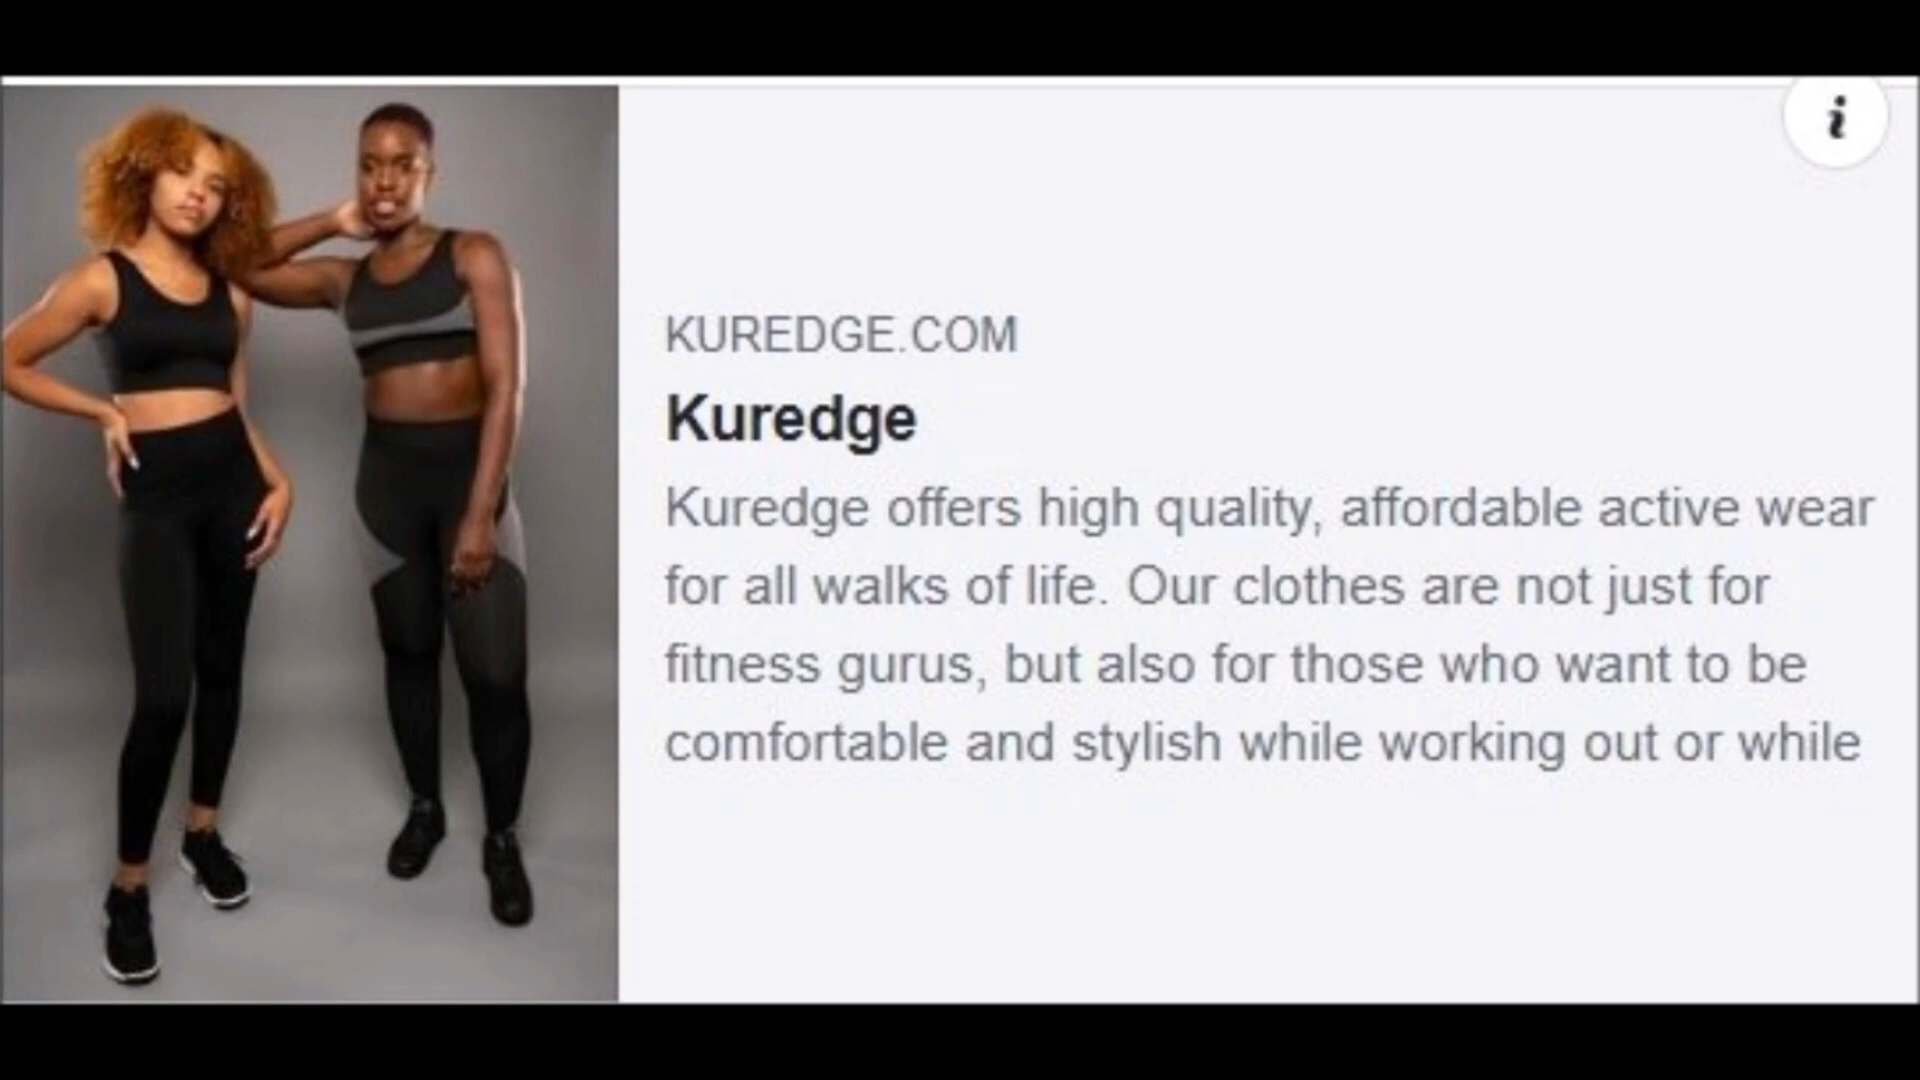 i
KUREDGE.COM
Kuredge
Kuredge offers high quality, affordable active wear
for all walks of life. Our clothes are not just for
fitness gurus, but also for those who want to be
comfortable and stylish while working out or while